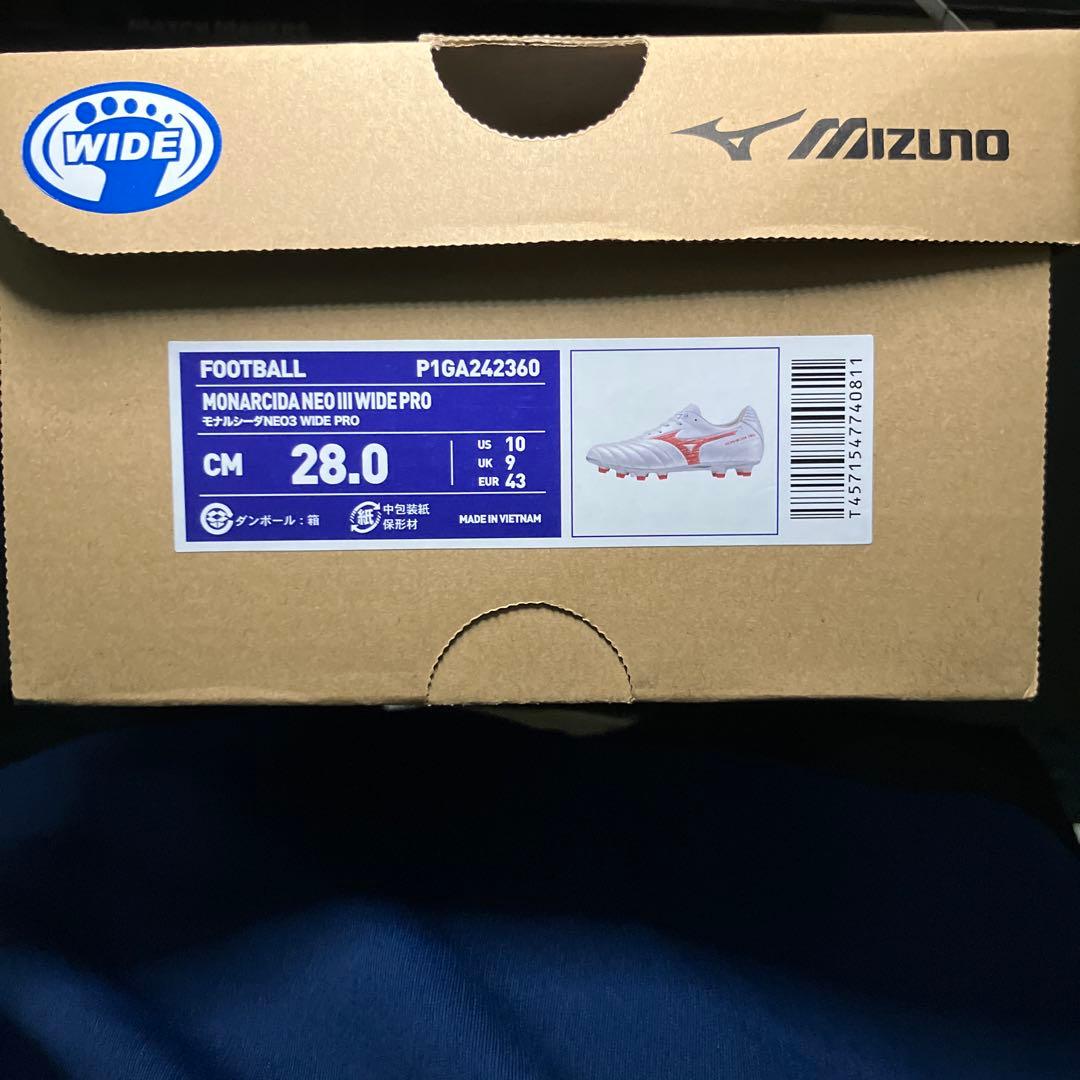 WIDE
MIZUNO
FOOTBALL P1GA242360
MONARCIDA NEO III WIDE PRO
モナルシーダNEO3 WIDE PRO
CM 28.0
US 10
UK 9
EUR 43
ダンボール：箱
紙 中包装紙
保形材
MADE IN VIETNAM
T4571547740811